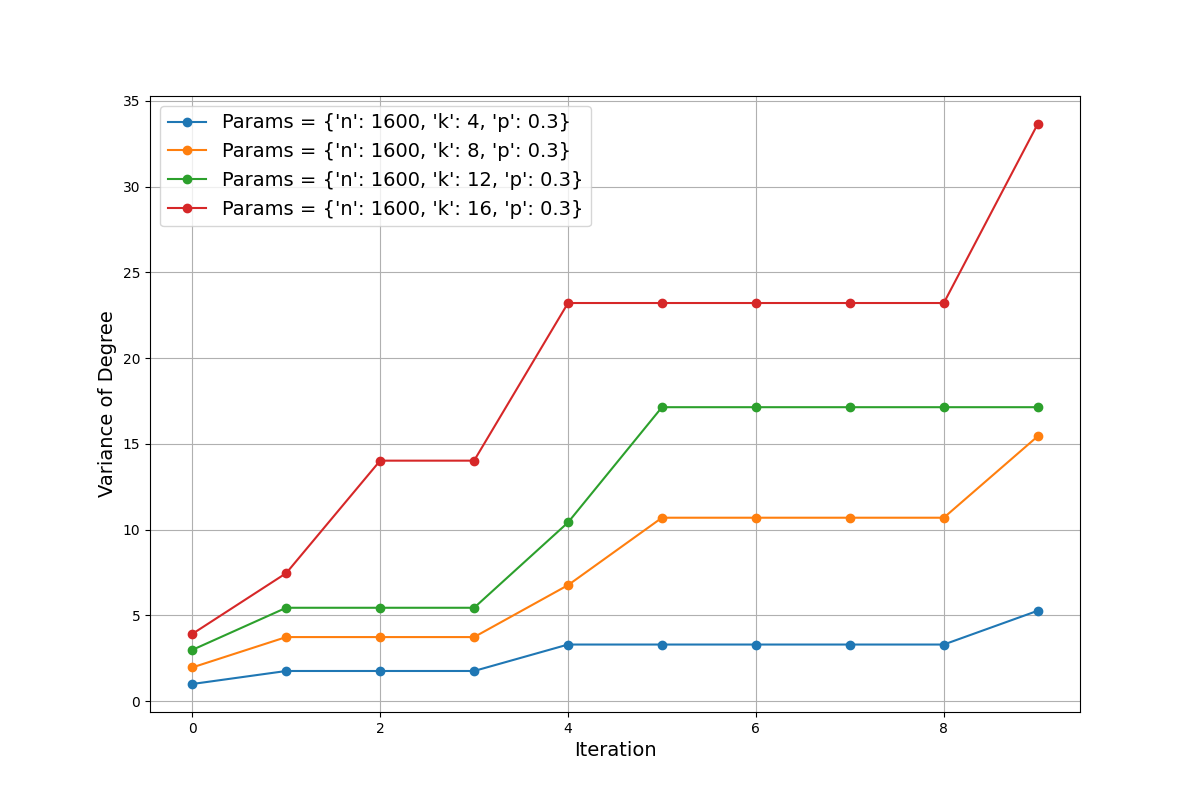 Params = {'n': 1600, 'k': 4, 'p': 0.3}
Params = {'n': 1600, 'k': 8, 'p': 0.3}
Params = {'n': 1600, 'k': 12, 'p': 0.3}
Params = {'n': 1600, 'k': 16, 'p': 0.3}
Variance of Degree
35
30
25
20
15
10
5
0
0 2 4 6 8
Iteration